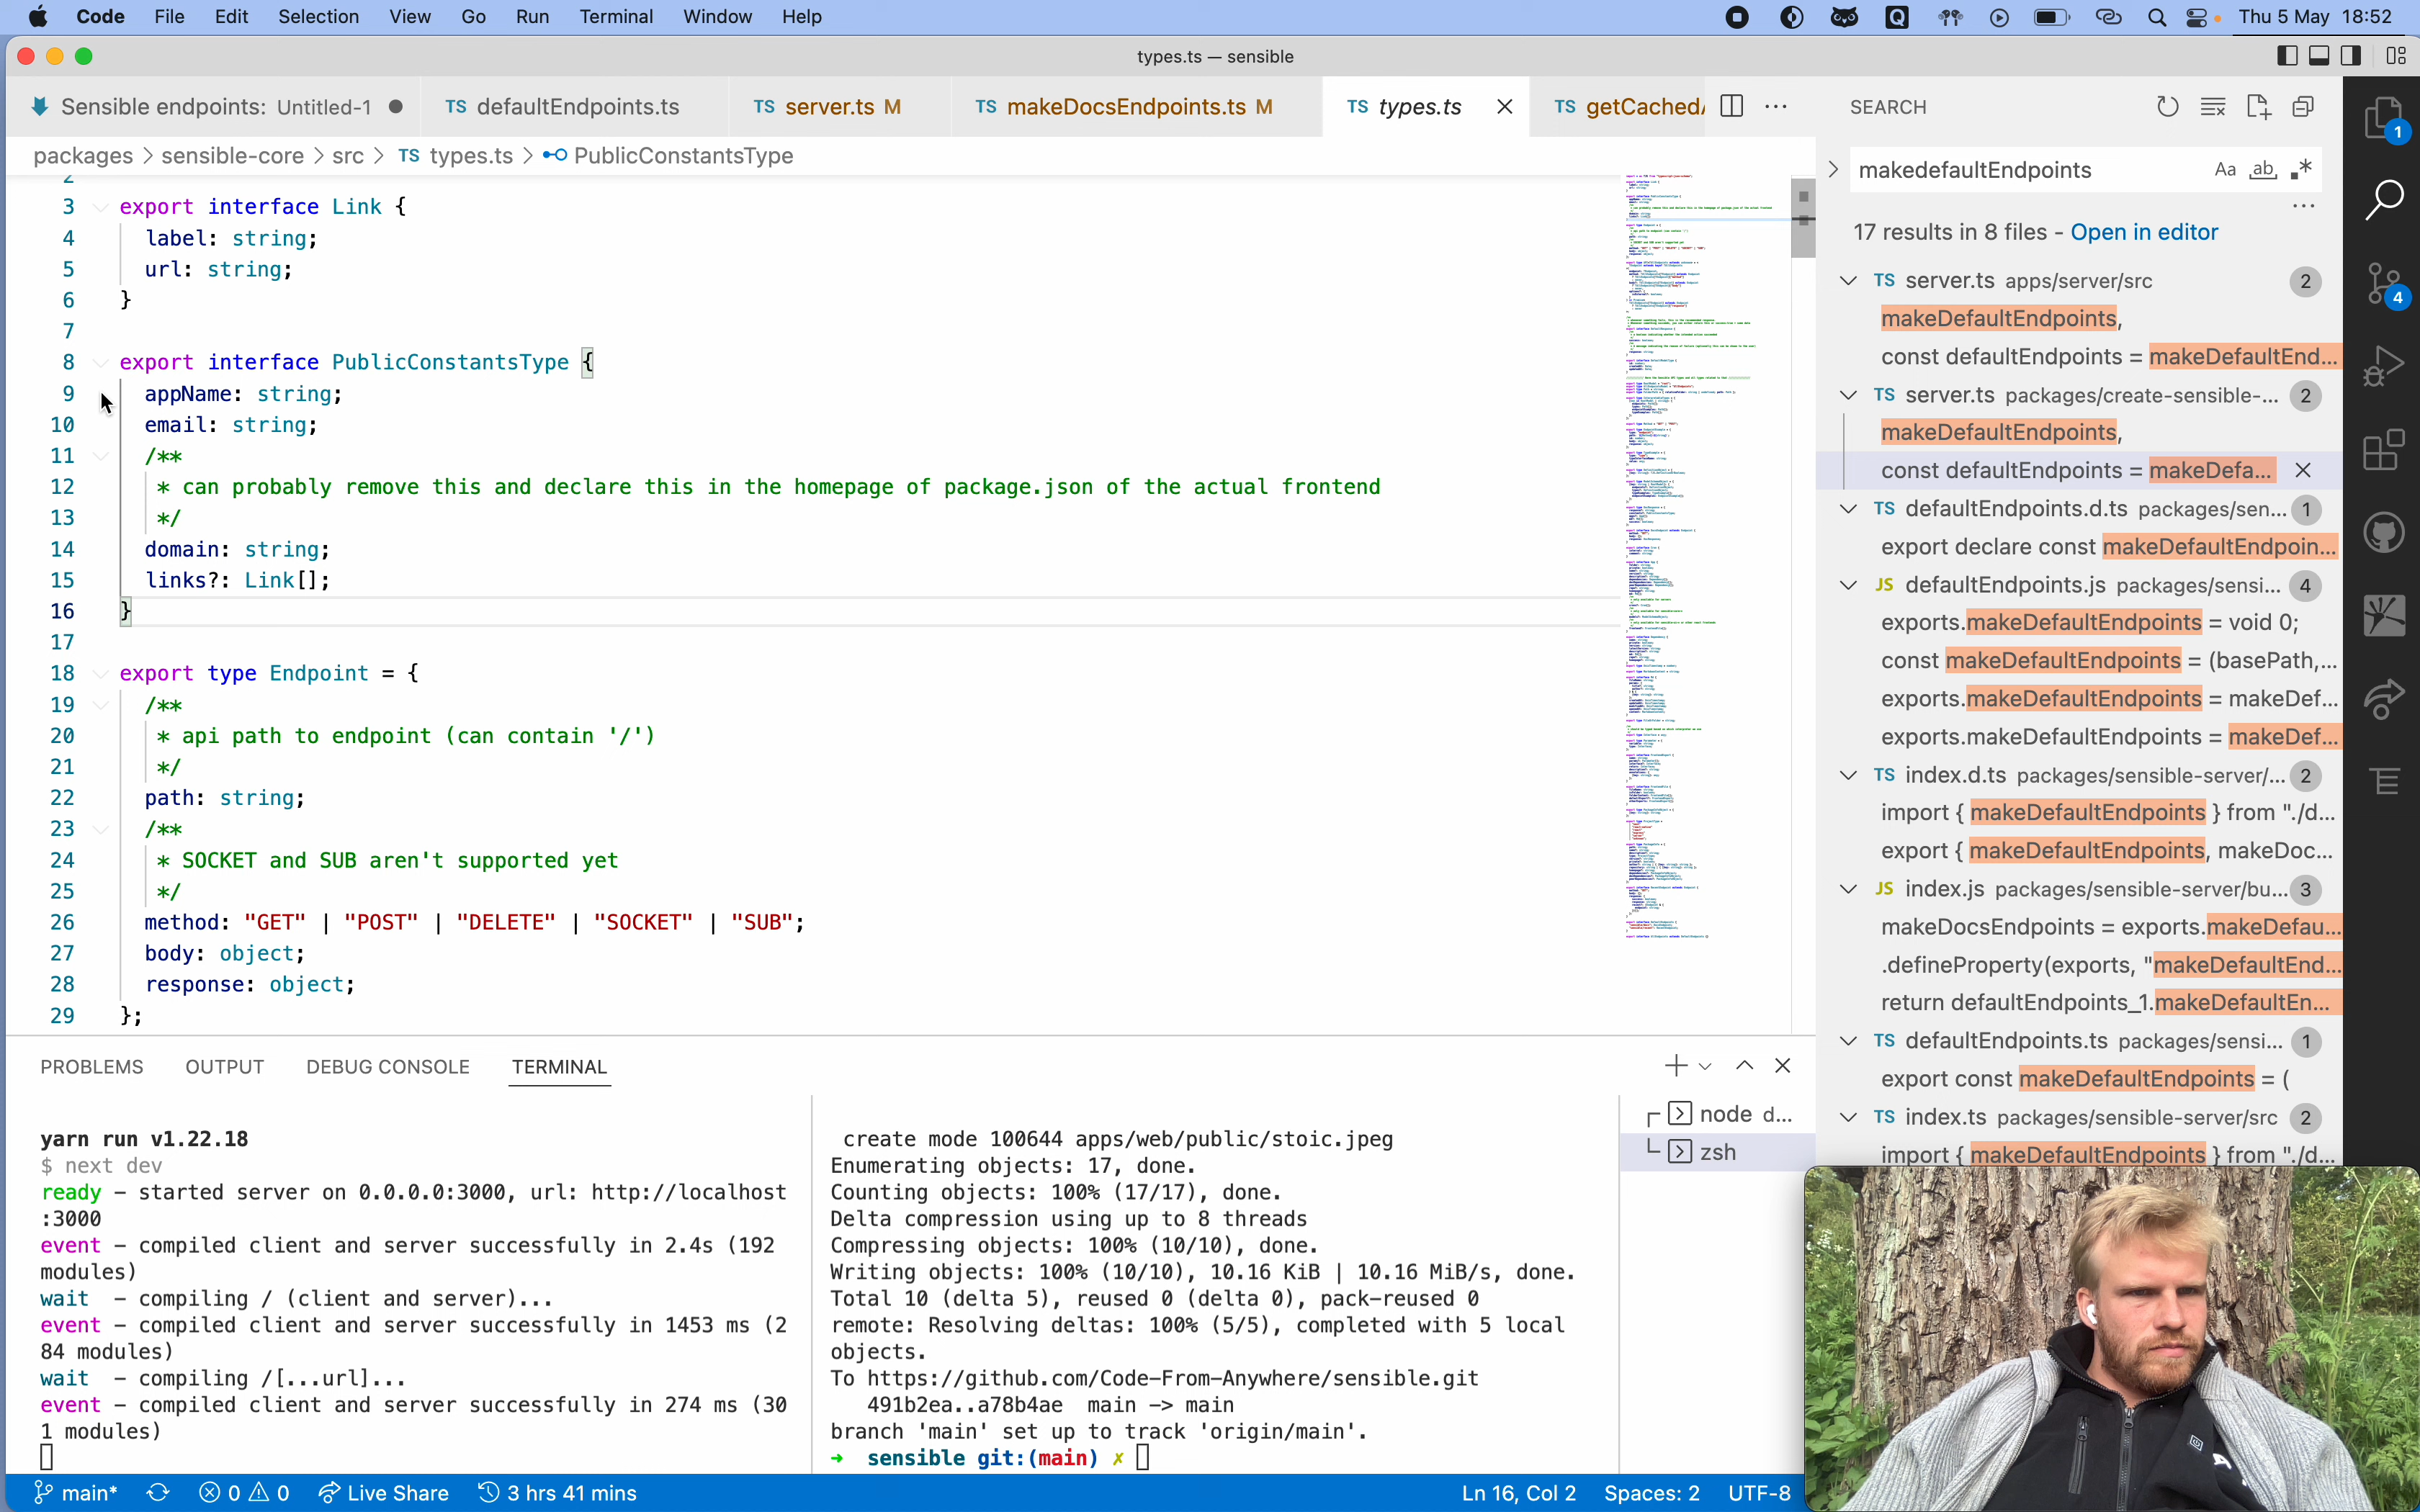 Code File Edit Selection View Go Run Terminal Window Help
Thu 5 May 18:52
types.ts — sensible
Sensible endpoints: Untitled-1
TS defaultEndpoints.ts
TS server.ts M
TS makeDocsEndpoints.ts M
TS types.ts
TS getCachedA
packages > sensible-core > src > TS types.ts > PublicConstantsType
2
3 export interface Link {
4 label: string;
5 url: string;
6 }
7
8 export interface PublicConstantsType {
9 appName: string;
10 email: string;
11 /**
12 * can probably remove this and declare this in the homepage of package.json of the actual frontend
13 */
14 domain: string;
15 links?: Link[];
16 }
17
18 export type Endpoint = {
19 /**
20 * api path to endpoint (can contain '/')
21 */
22 path: string;
23 /**
24 * SOCKET and SUB aren't supported yet
25 */
26 method: "GET" | "POST" | "DELETE" | "SOCKET" | "SUB";
27 body: object;
28 response: object;
29 };
SEARCH
makedefaultEndpoints
Aa ab .*
17 results in 8 files - Open in editor
TS server.ts apps/server/src 2
makeDefaultEndpoints,
const defaultEndpoints = makeDefaultEnd...
TS server.ts packages/create-sensible-... 2
makeDefaultEndpoints,
const defaultEndpoints = makeDefa...
TS defaultEndpoints.d.ts packages/sen... 1
export declare const makeDefaultEndpoin...
JS defaultEndpoints.js packages/sensi... 4
exports.makeDefaultEndpoints = void 0;
const makeDefaultEndpoints = (basePath,...
exports.makeDefaultEndpoints = makeDef...
exports.makeDefaultEndpoints = makeDef...
TS index.d.ts packages/sensible-server/... 2
import { makeDefaultEndpoints } from "./d...
export { makeDefaultEndpoints, makeDoc...
JS index.js packages/sensible-server/bu... 3
makeDocsEndpoints = exports.makeDefau...
.defineProperty(exports, "makeDefaultEnd...
return defaultEndpoints_1.makeDefaultEn...
TS defaultEndpoints.ts packages/sensi... 1
export const makeDefaultEndpoints = (
TS index.ts packages/sensible-server/src 2
import { makeDefaultEndpoints } from "./d...
1
4
PROBLEMS OUTPUT DEBUG CONSOLE TERMINAL
yarn run v1.22.18
$ next dev
ready - started server on 0.0.0.0:3000, url: http://localhost
:3000
event - compiled client and server successfully in 2.4s (192
modules)
wait - compiling / (client and server)...
event - compiled client and server successfully in 1453 ms (2
84 modules)
wait - compiling /[...url]...
event - compiled client and server successfully in 274 ms (30
1 modules)
create mode 100644 apps/web/public/stoic.jpeg
Enumerating objects: 17, done.
Counting objects: 100% (17/17), done.
Delta compression using up to 8 threads
Compressing objects: 100% (10/10), done.
Writing objects: 100% (10/10), 10.16 KiB | 10.16 MiB/s, done.
Total 10 (delta 5), reused 0 (delta 0), pack-reused 0
remote: Resolving deltas: 100% (5/5), completed with 5 local
objects.
To https://github.com/Code-From-Anywhere/sensible.git
491b2ea..a78b4ae main -> main
branch 'main' set up to track 'origin/main'.
→ sensible git:(main) ✗
node d...
zsh
main* 0 0 Live Share 3 hrs 41 mins
Ln 16, Col 2 Spaces: 2 UTF-8